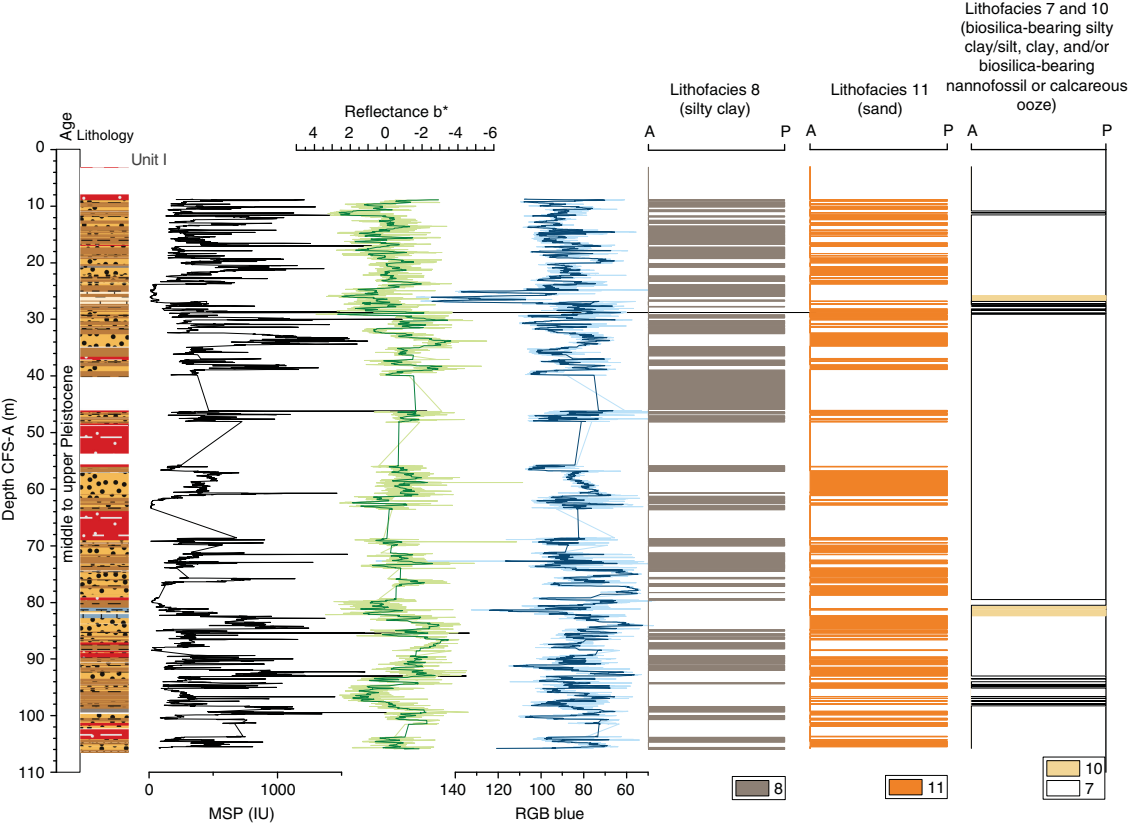 Lithofacies 7 and 10
(biosilica-bearing silty
clay/silt, clay, and/or
biosilica-bearing
nannofossil or calcareous
ooze)
Lithofacies 8
(silty clay)
Lithofacies 11
(sand)
Reflectance b*
4 2 0 -2 -4 -6
A P
A P
A P
Age
Lithology
Unit I
middle to upper Pleistocene
Depth CFS-A (m)
0
10
20
30
40
50
60
70
80
90
100
110
0 1000
MSP (IU)
140 120 100 80 60
RGB blue
8
11
10
7